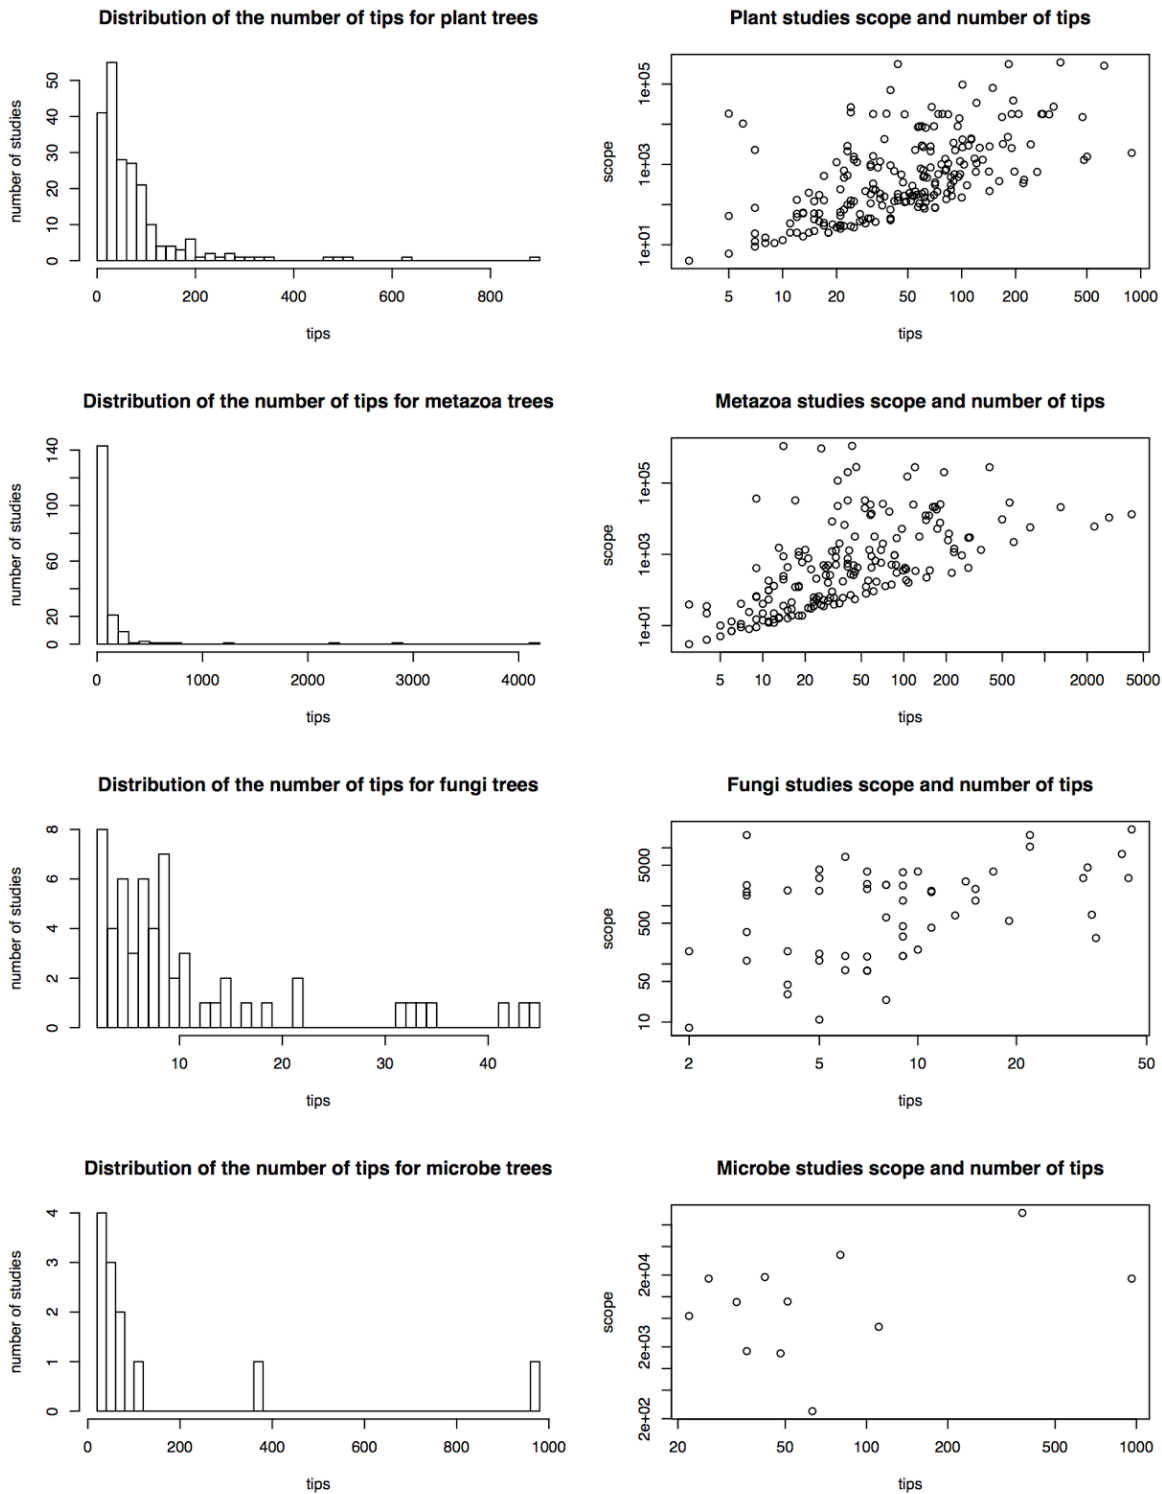 Distribution of the number of tips for plant trees
number of studies
0 10 20 30 40 50
0 200 400 600 800
tips
Plant studies scope and number of tips
scope
1e+01 1e+03 1e+05
5 10 20 50 100 200 500 1000
tips
Distribution of the number of tips for metazoa trees
number of studies
0 20 60 100 140
0 1000 2000 3000 4000
tips
Metazoa studies scope and number of tips
scope
1e+01 1e+03 1e+05
5 10 20 50 100 200 500 2000 5000
tips
Distribution of the number of tips for fungi trees
number of studies
0 2 4 6 8
10 20 30 40
tips
Fungi studies scope and number of tips
scope
10 50 500 5000
2 5 10 20 50
tips
Distribution of the number of tips for microbe trees
number of studies
0 1 2 3 4
0 200 400 600 800 1000
tips
Microbe studies scope and number of tips
scope
2e+02 2e+03 2e+04
20 50 100 200 500 1000
tips